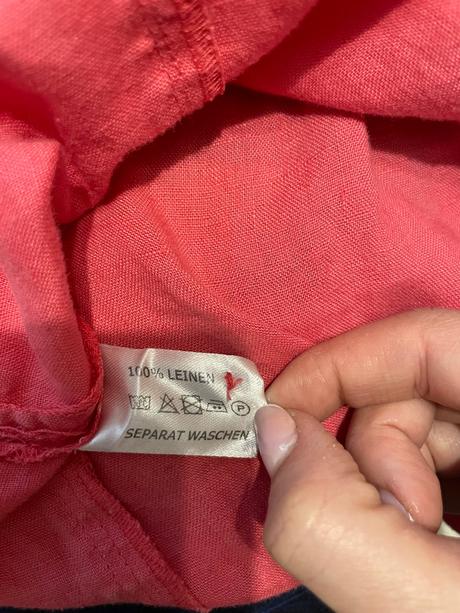 100% LEINEN
P
SEPARAT WASCHEN